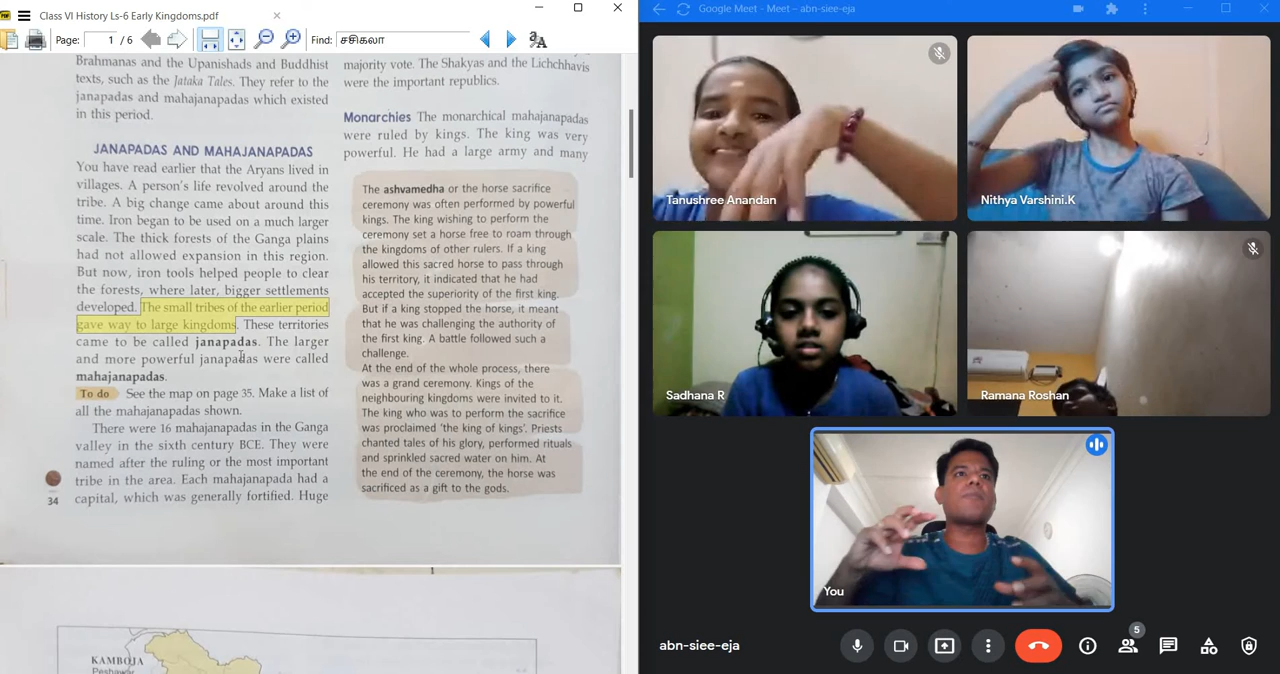 Class VI History Ls-6 Early Kingdoms.pdf
Page: 1 / 6 Find: சசிகலா
Brahmanas and the Upanishads and Buddhist
texts, such as the Jataka Tales. They refer to the
janapadas and mahajanapadas which existed
in this period.
JANAPADAS AND MAHAJANAPADAS
You have read earlier that the Aryans lived in
villages. A person's life revolved around the
tribe. A big change came about around this
time. Iron began to be used on a much larger
scale. The thick forests of the Ganga plains
had not allowed expansion in this region.
But now, iron tools helped people to clear
the forests, where later, bigger settlements
developed. The small tribes of the earlier period
gave way to large kingdoms. These territories
came to be called janapadas. The larger
and more powerful janapadas were called
mahajanapadas.
To do See the map on page 35. Make a list of
all the mahajanapadas shown.
There were 16 mahajanapadas in the Ganga
valley in the sixth century BCE. They were
named after the ruling or the most important
tribe in the area. Each mahajanapada had a
capital, which was generally fortified. Huge
34
majority vote. The Shakyas and the Lichchhavis
were the important republics.
Monarchies The monarchical mahajanapadas
were ruled by kings. The king was very
powerful. He had a large army and many
The ashvamedha or the horse sacrifice
ceremony was often performed by powerful
kings. The king wishing to perform the
ceremony set a horse free to roam through
the kingdoms of other rulers. If a king
allowed this sacred horse to pass through
his territory, it indicated that he had
accepted the superiority of the first king.
But if a king stopped the horse, it meant
that he was challenging the authority of
the first king. A battle followed such a
challenge.
At the end of the whole process, there
was a grand ceremony. Kings of the
neighbouring kingdoms were invited to it.
The king who was to perform the sacrifice
was proclaimed 'the king of kings'. Priests
chanted tales of his glory, performed rituals
and sprinkled sacred water on him. At
the end of the ceremony, the horse was
sacrificed as a gift to the gods.
KAMBOJA
Peshawar
Google Meet - Meet – abn-siee-eja
Tanushree Anandan
Nithya Varshini.K
Sadhana R
Ramana Roshan
You
abn-siee-eja
5